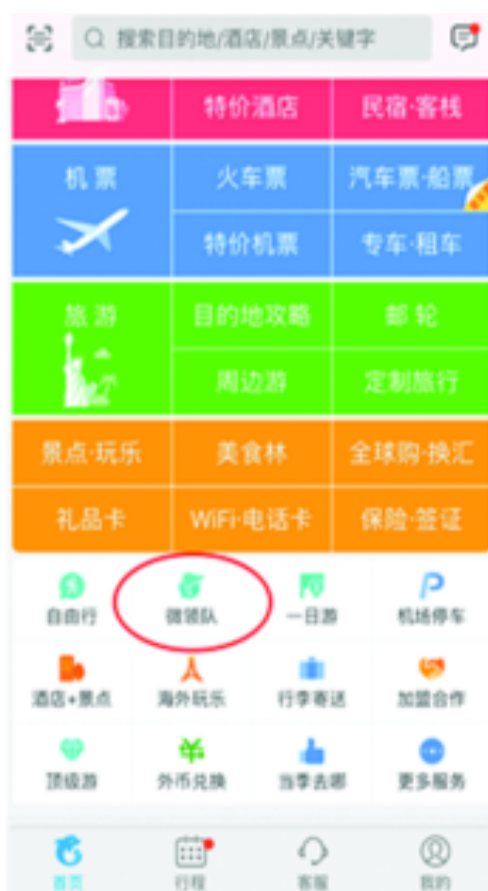 搜索目的地/酒店/景点/关键字
特价酒店 民宿·客栈
机票 火车票 汽车票·船票
特价机票 专车·租车
旅游 目的地攻略 邮轮
周边游 定制旅行
景点·玩乐 美食林 全球购·换汇
礼品卡 WiFi·电话卡 保险·签证
自由行 微领队 一日游 机场停车
酒店+景点 海外玩乐 行李寄送 加盟合作
顶级游 外币兑换 当季去哪 更多服务
首页 行程 客服 我的